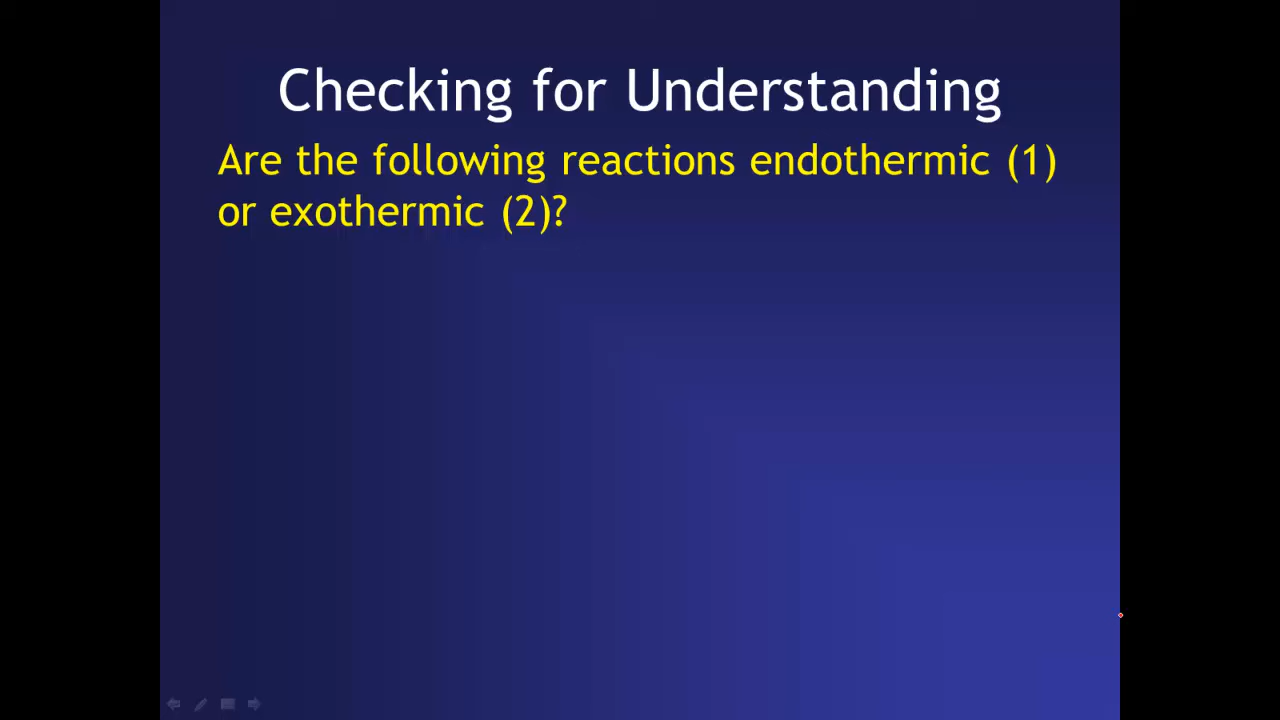 Checking for Understanding
Are the following reactions endothermic (1)
or exothermic (2)?